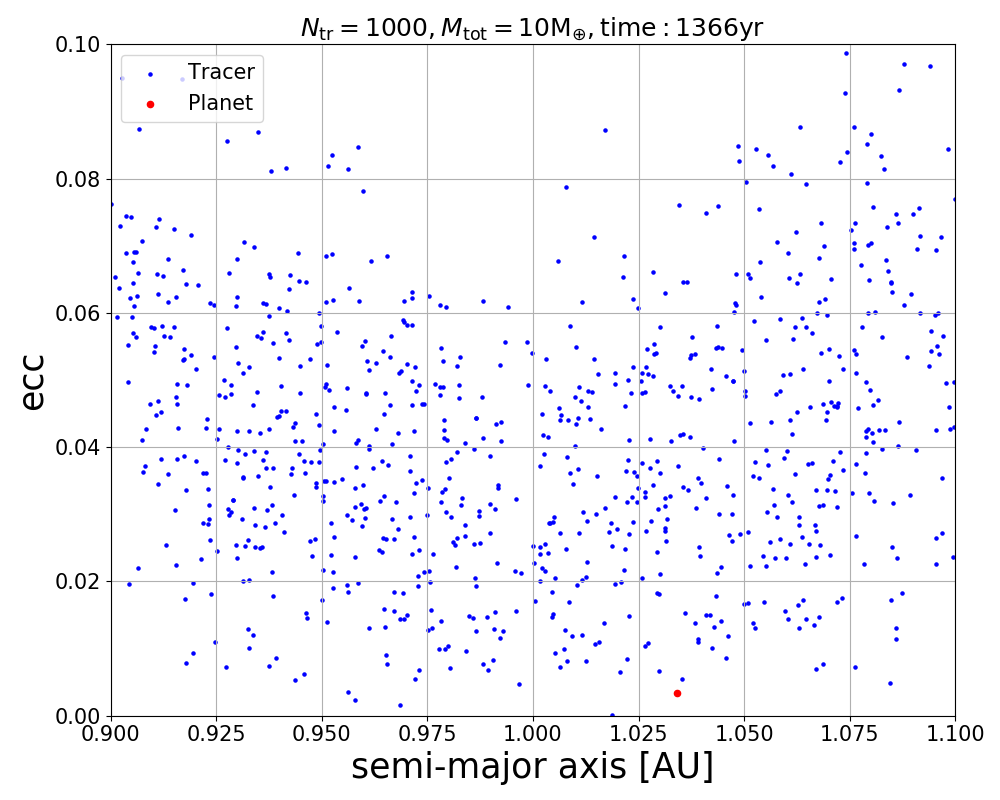 N_tr = 1000, M_tot = 10M_⊕, time : 1366yr
Tracer
Planet
ecc
0.10
0.08
0.06
0.04
0.02
0.00
0.900 0.925 0.950 0.975 1.000 1.025 1.050 1.075 1.100
semi-major axis [AU]